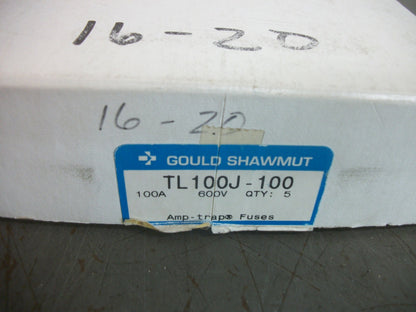 16-20
16-20
GOULD SHAWMUT
TL100J-100
100A 600V QTY: 5
Amp-trap® Fuses